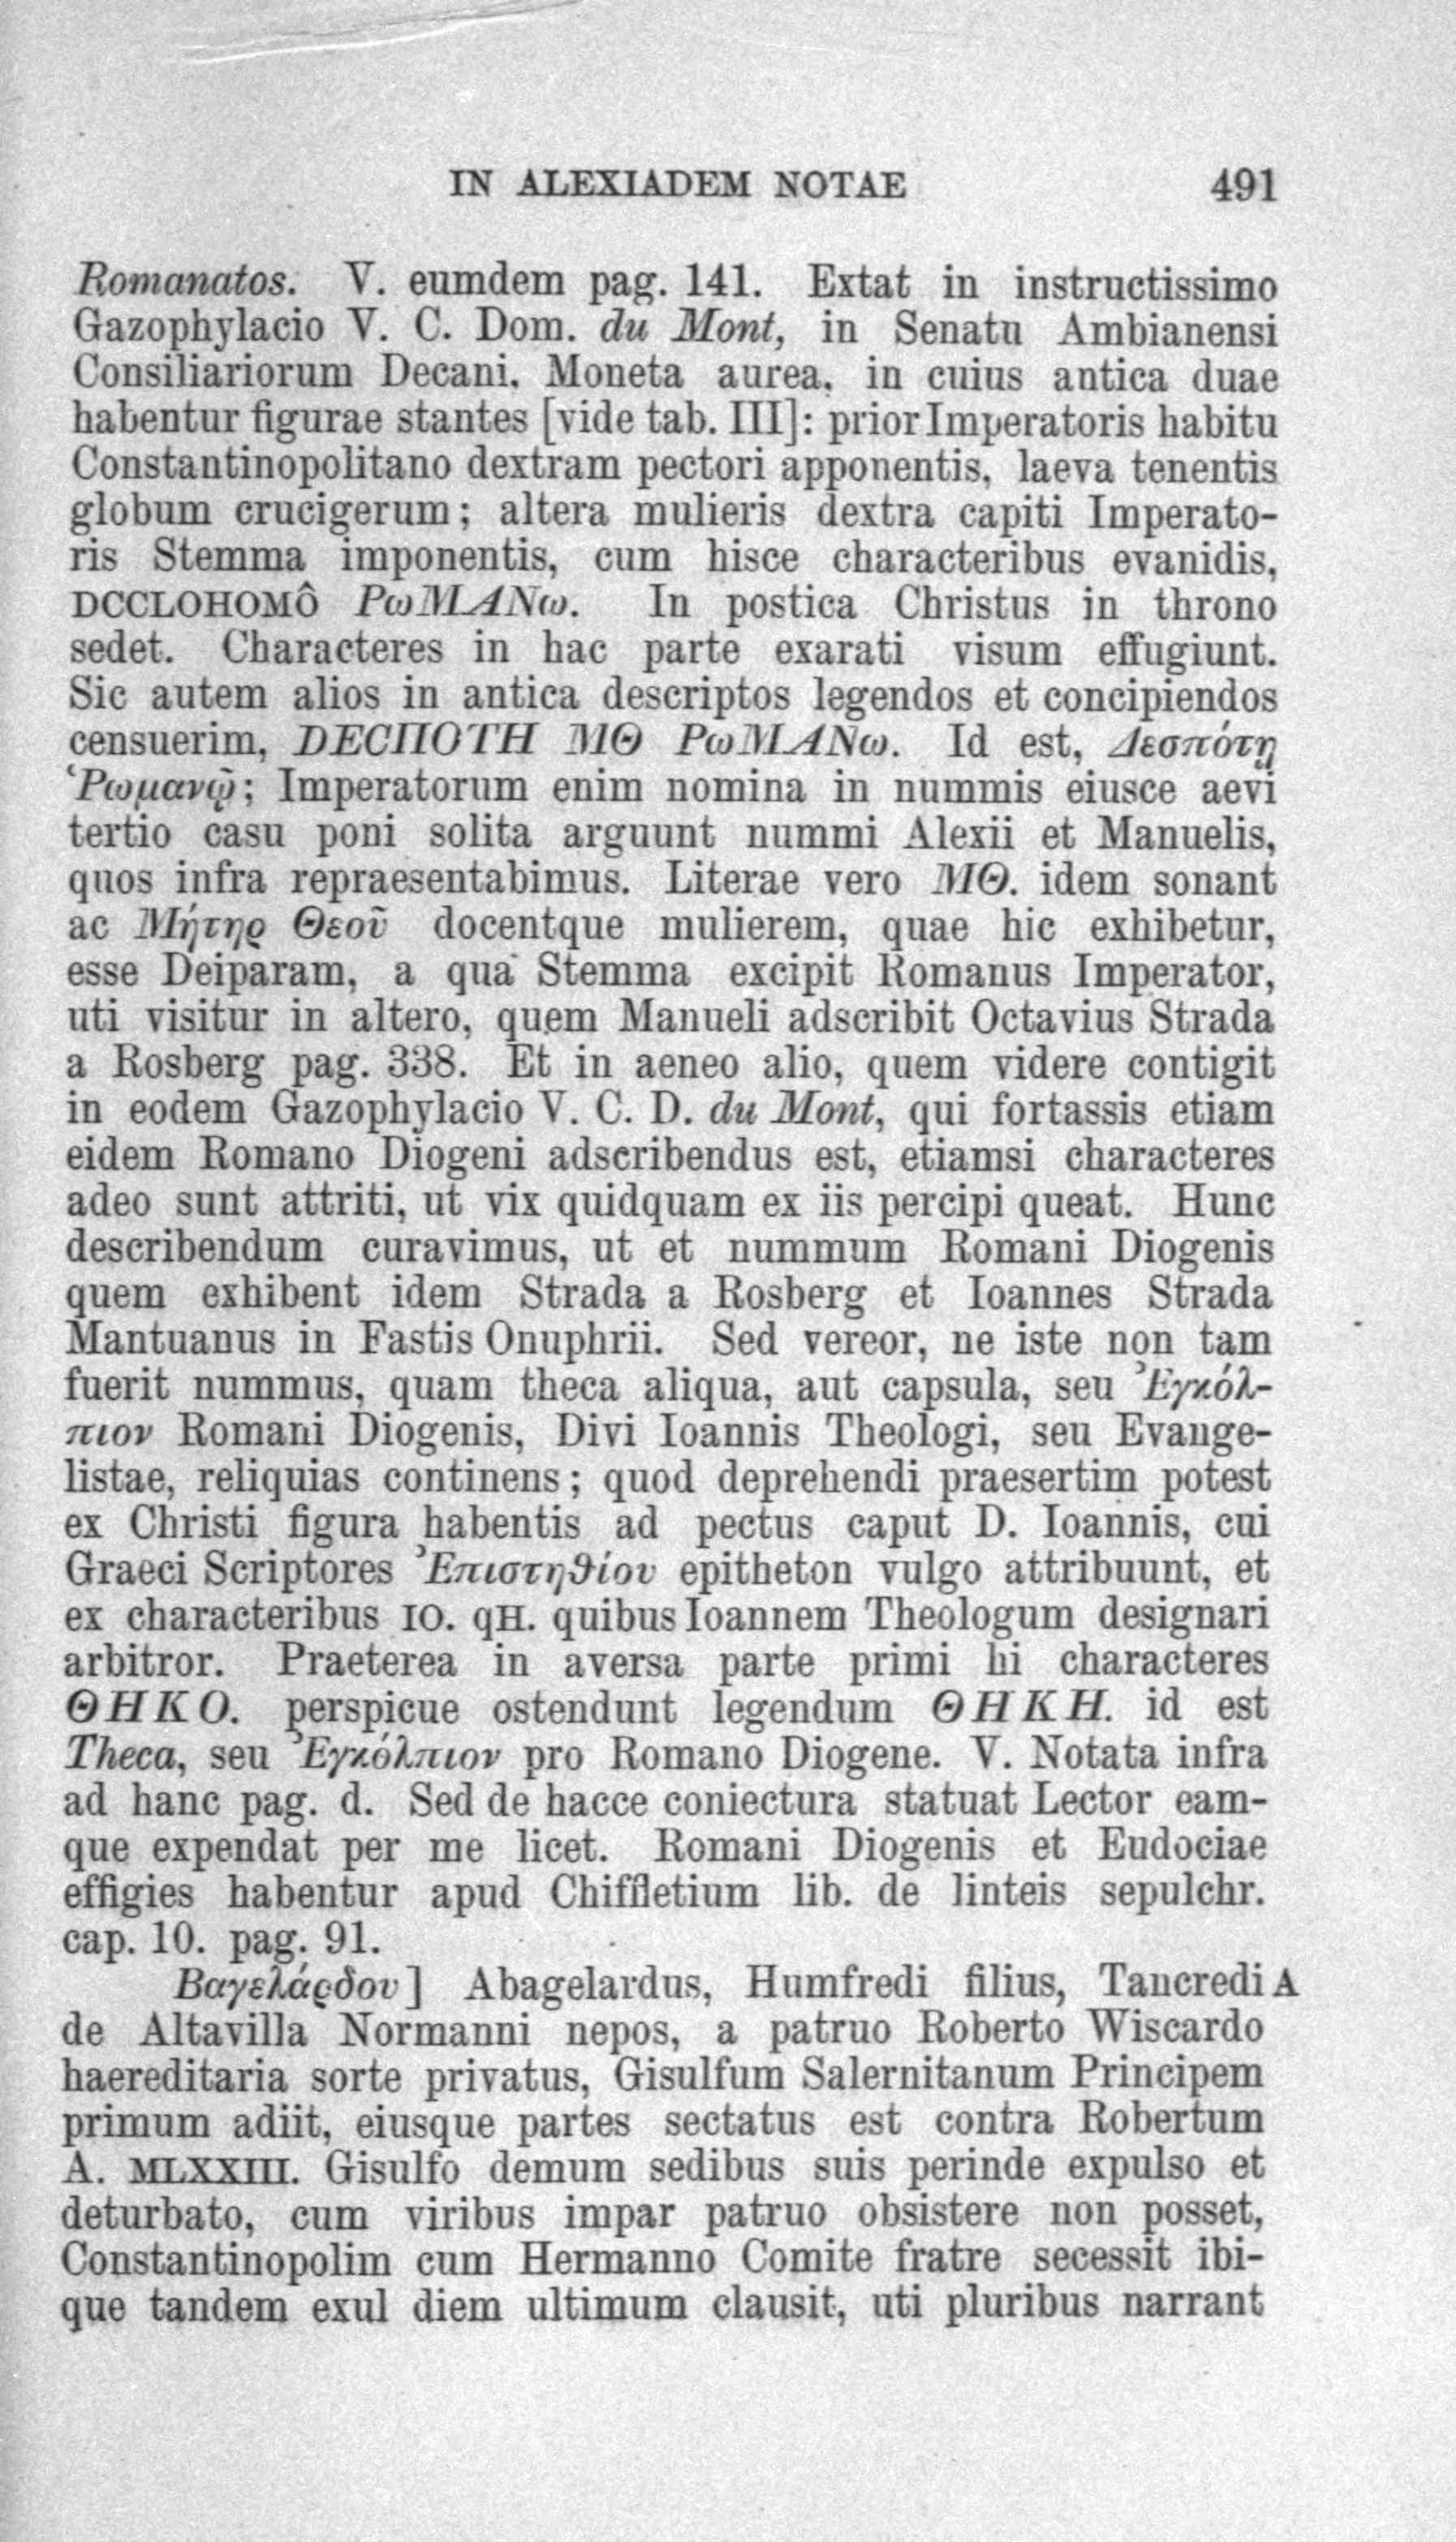 IN ALEXIADEM NOTAE 491
Romanatos. V. eumdem pag. 141. Extat in instructissimo
Gazophylacio V. C. Dom. du Mont, in Senatu Ambianensi
Consiliariorum Decani. Moneta aurea, in cuius antica duae
habentur figurae stantes [vide tab. III]: prior Imperatoris habitu
Constantinopolitano dextram pectori apponentis, laeva tenentis
globum crucigerum; altera mulieris dextra capiti Imperato-
ris Stemma imponentis, cum hisce characteribus evanidis,
DCCLOHOMÔ ΡωΜΑΝω. In postica Christus in throno
sedet. Characteres in hac parte exarati visum effugiunt.
Sic autem alios in antica descriptos legendos et concipiendos
censuerim, DECΠΟΤΗ ΜΘ ΡωΜΑΝω. Id est, Δεσπότῃ
Ῥωμανῷ; Imperatorum enim nomina in nummis eiusce aevi
tertio casu poni solita arguunt nummi Alexii et Manuelis,
quos infra repraesentabimus. Literae vero ΜΘ. idem sonant
ac Μήτηρ Θεοῦ docentque mulierem, quae hic exhibetur,
esse Deiparam, a qua Stemma excipit Romanus Imperator,
uti visitur in altero, quem Manueli adscribit Octavius Strada
a Rosberg pag. 338. Et in aeneo alio, quem videre contigit
in eodem Gazophylacio V. C. D. du Mont, qui fortassis etiam
eidem Romano Diogeni adscribendus est, etiamsi characteres
adeo sunt attriti, ut vix quidquam ex iis percipi queat. Hunc
describendum curavimus, ut et nummum Romani Diogenis
quem exhibent idem Strada a Rosberg et Ioannes Strada
Mantuanus in Fastis Onuphrii. Sed vereor, ne iste non tam
fuerit nummus, quam theca aliqua, aut capsula, seu Ἐγκόλ-
πιον Romani Diogenis, Divi Ioannis Theologi, seu Evange-
listae, reliquias continens; quod deprehendi praesertim potest
ex Christi figura habentis ad pectus caput D. Ioannis, cui
Graeci Scriptores Ἐπιστηθίου epitheton vulgo attribuunt, et
ex characteribus IO. qH. quibus Ioannem Theologum designari
arbitror. Praeterea in aversa parte primi hi characteres
ΘΗΚΟ. perspicue ostendunt legendum ΘΗΚΗ. id est
Theca, seu Ἐγκόλπιον pro Romano Diogene. V. Notata infra
ad hanc pag. d. Sed de hacce coniectura statuat Lector eam-
que expendat per me licet. Romani Diogenis et Eudociae
effigies habentur apud Chiffletium lib. de linteis sepulchr.
cap. 10. pag. 91.
Βαγελάρδου] Abagelardus, Humfredi filius, Tancredi A
de Altavilla Normanni nepos, a patruo Roberto Wiscardo
haereditaria sorte privatus, Gisulfum Salernitanum Principem
primum adiit, eiusque partes sectatus est contra Robertum
A. MLXXIII. Gisulfo demum sedibus suis perinde expulso et
deturbato, cum viribus impar patruo obsistere non posset,
Constantinopolim cum Hermanno Comite fratre secessit ibi-
que tandem exul diem ultimum clausit, uti pluribus narrant